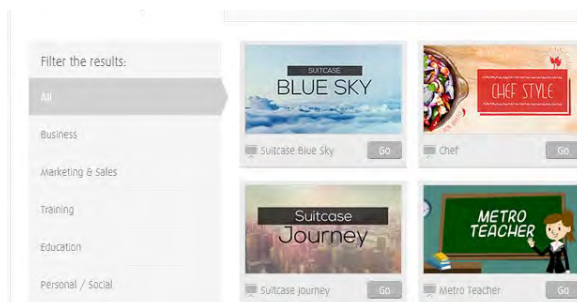 Filter the results:
All
Business
Marketing & Sales
Training
Education
Personal / Social
SUITCASE
BLUE SKY
Suitcase Blue Sky
Go
CHEF STYLE
Chef
Go
Suitcase
Journey
Suitcase Journey
Go
METRO
TEACHER
Metro Teacher
Go